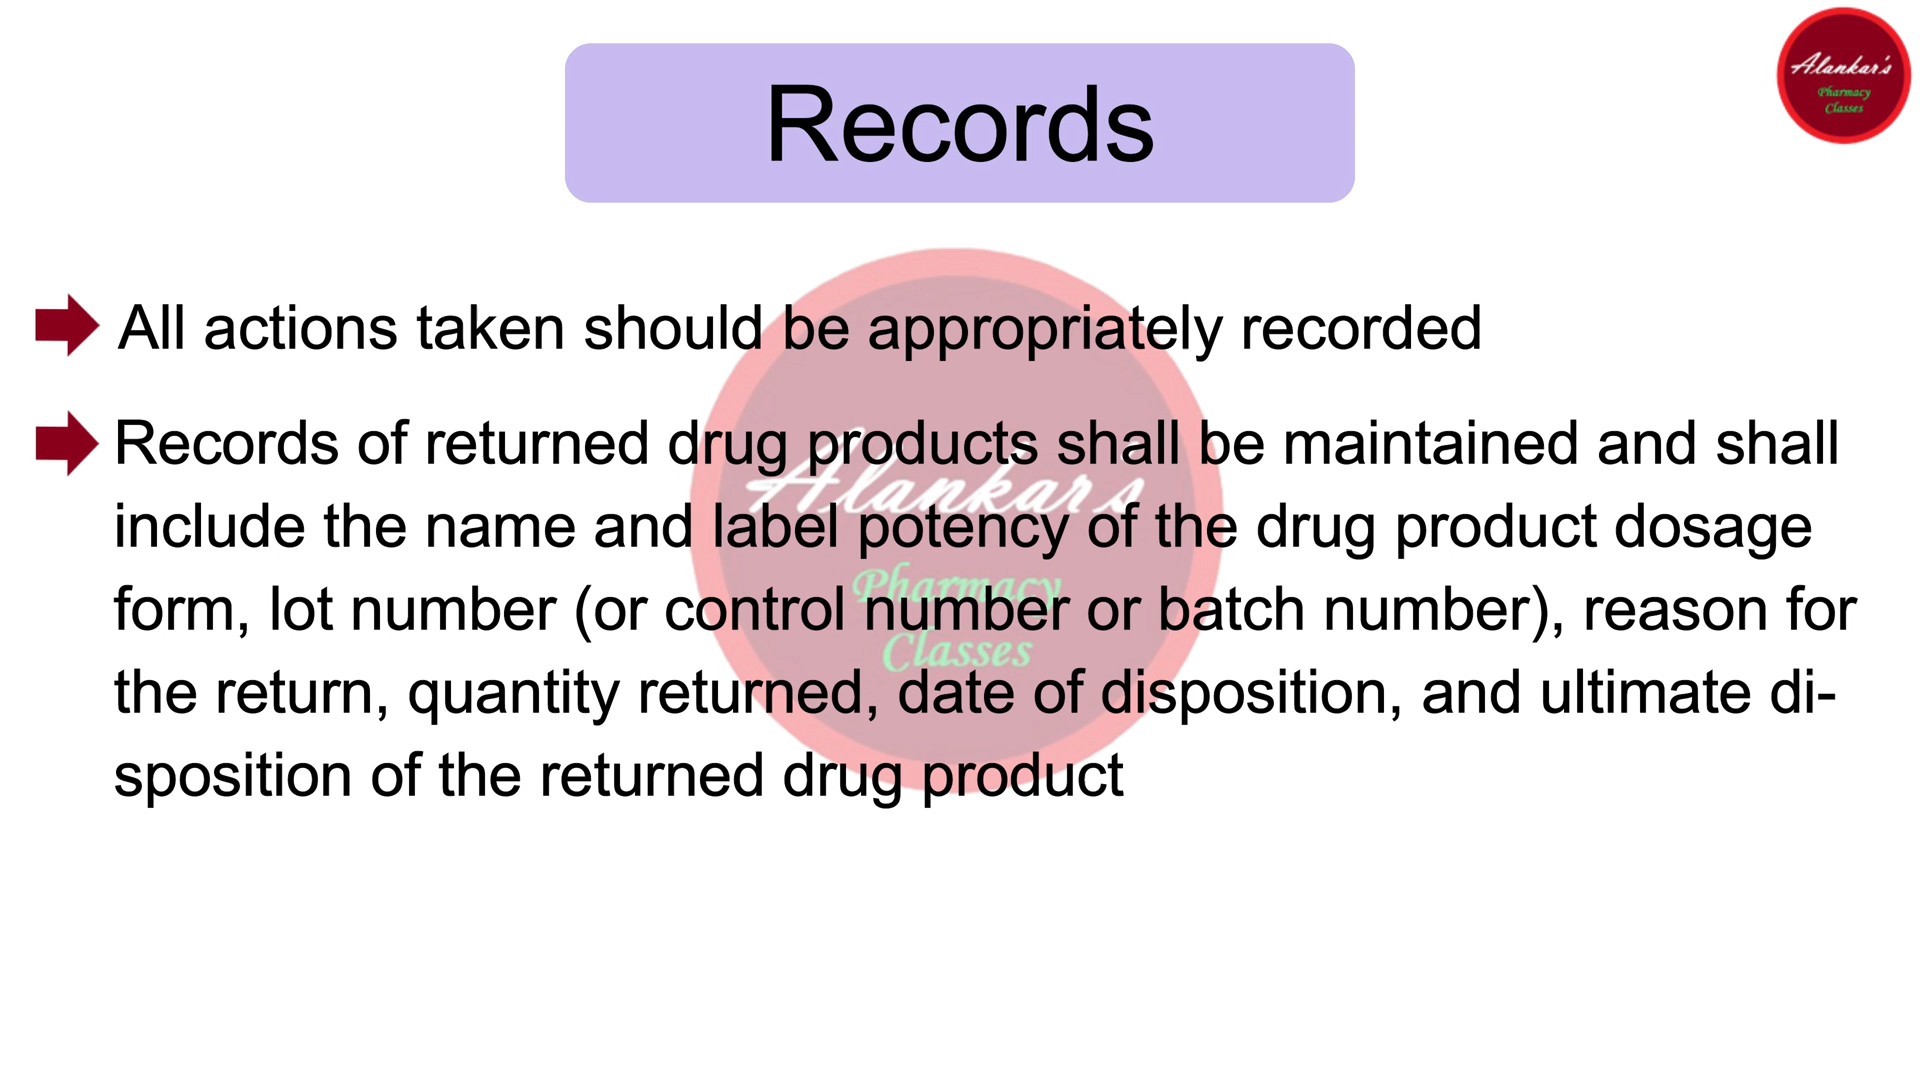 Records
Alankar's
Pharmacy
Classes
All actions taken should be appropriately recorded
Records of returned drug products shall be maintained and shall
include the name and label potency of the drug product dosage
form, lot number (or control number or batch number), reason for
the return, quantity returned, date of disposition, and ultimate di-
sposition of the returned drug product
Alankar's
Pharmacy
Classes